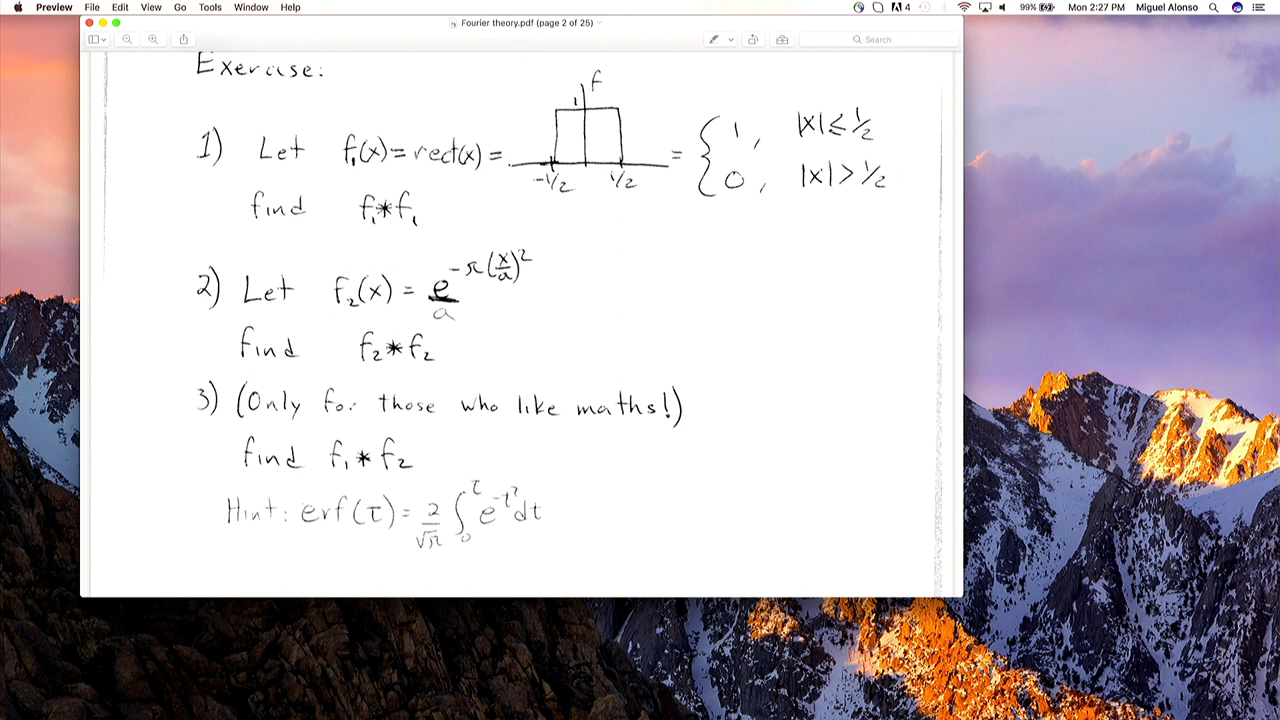 Preview File Edit View Go Tools Window Help 4 99% Mon 2:27 PM Miguel Alonso
Fourier theory.pdf (page 2 of 25)
Search
Exercise:
1) Let f₁(x) = rect(x) = f 1 -1/2 1/2 = { 1, |x| ≤ 1/2
0, |x| > 1/2
find f₁*f₁
2) Let f₂(x) = e^{-π(x/a)²} / a
find f₂*f₂
3) (Only for those who like maths!)
find f₁*f₂
Hint: erf(τ) = 2/√π ∫₀^τ e^{-t²} dt